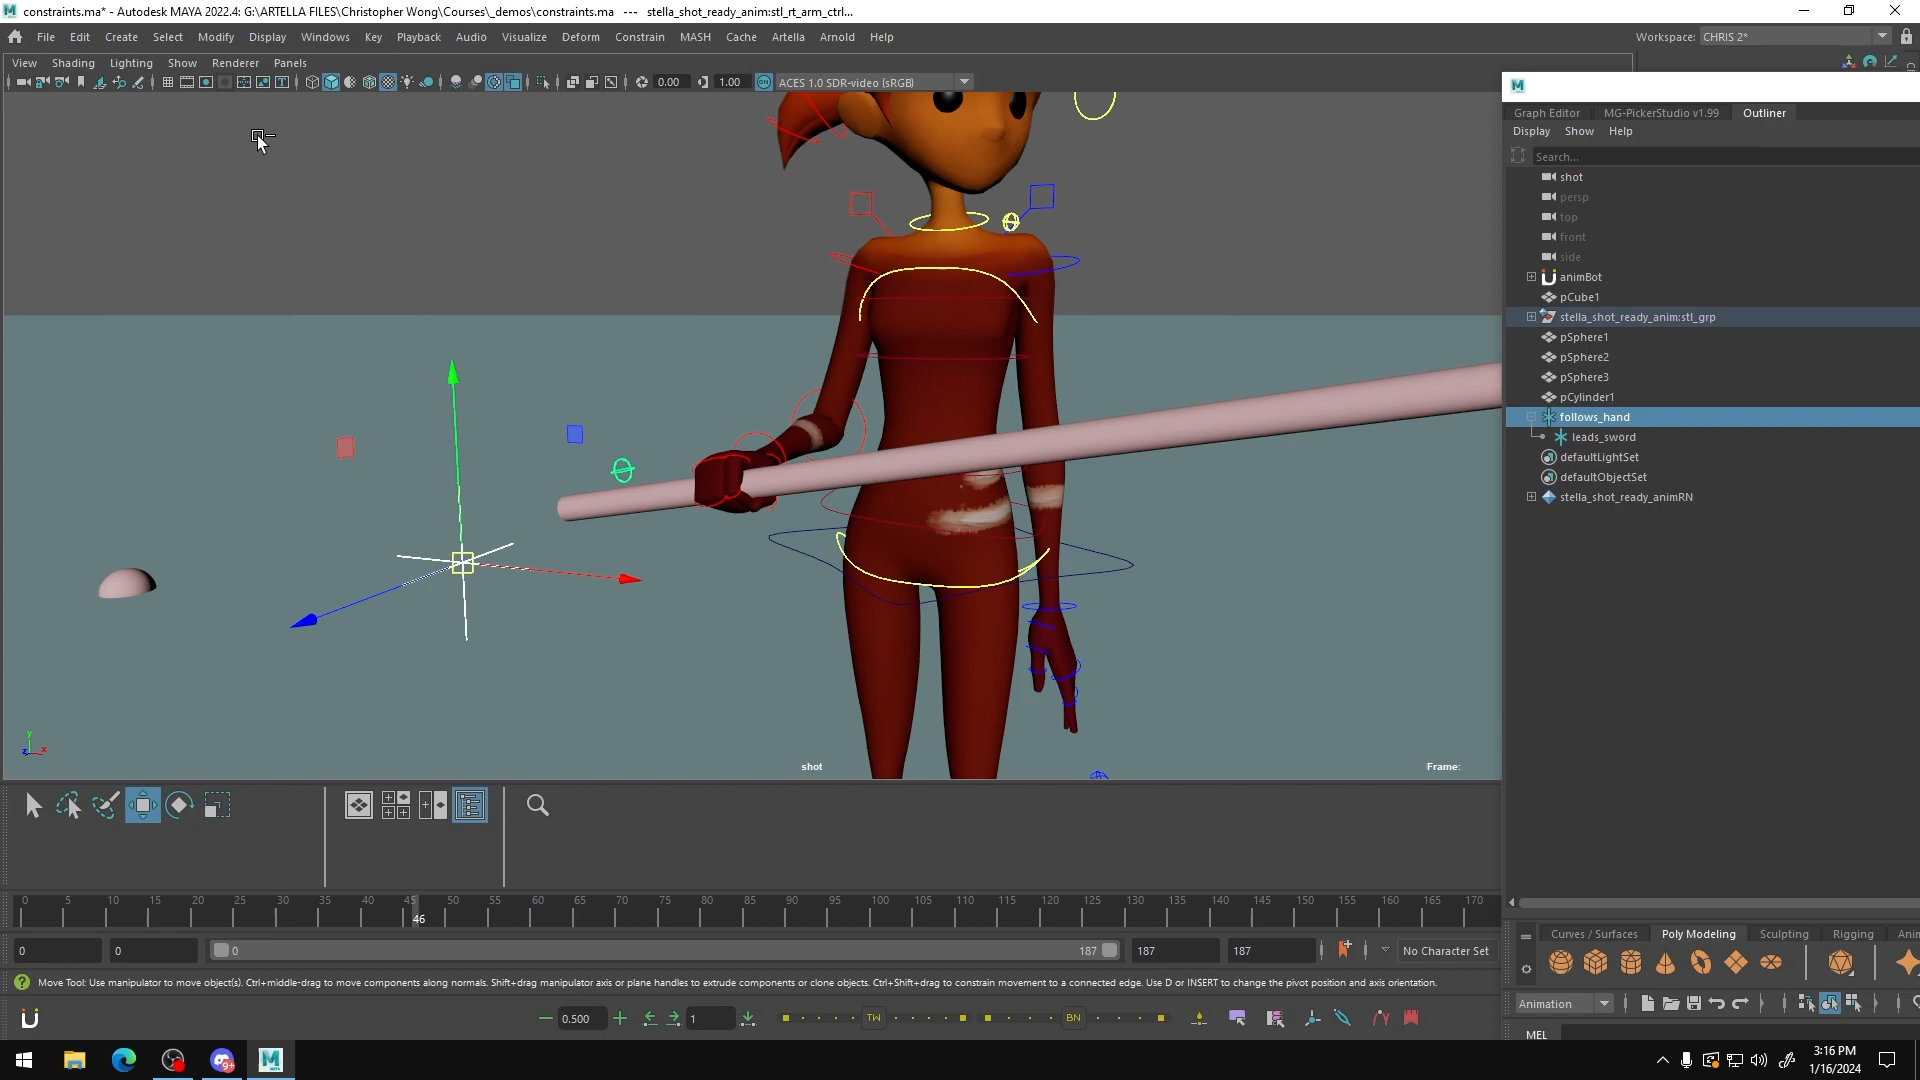 constraints.ma* - Autodesk MAYA 2022.4: G:\ARTELLA FILES\Christopher Wong\Courses\_demos\constraints.ma   ---   stella_shot_ready_anim:stl_rt_arm_ctrl...
File Edit Create Select Modify Display Windows Key Playback Audio Visualize Deform Constrain MASH Cache Artella Arnold Help
Workspace: CHRIS 2*
View Shading Lighting Show Renderer Panels
0.00 1.00 ON ACES 1.0 SDR-video (sRGB)
Graph Editor MG-PickerStudio v1.99 Outliner
Display Show Help
Search...
shot
persp
top
front
side
animBot
pCube1
stella_shot_ready_anim:stl_grp
pSphere1
pSphere2
pSphere3
pCylinder1
follows_hand
leads_sword
defaultLightSet
defaultObjectSet
stella_shot_ready_animRN
y
z x
shot Frame:
0 5 10 15 20 25 30 35 40 45 50 55 60 65 70 75 80 85 90 95 100 105 110 115 120 125 130 135 140 145 150 155 160 165 170
46
0 0 0 187 187 187 No Character Set
Curves / Surfaces Poly Modeling Sculpting Rigging Anin
Move Tool: Use manipulator to move object(s). Ctrl+middle-drag to move components along normals. Shift+drag manipulator axis or plane handles to extrude components or clone objects. Ctrl+Shift+drag to constrain movement to a connected edge. Use D or INSERT to change the pivot position and axis orientation.
Animation
0.500 1 TW BN
MEL
9+
3:16 PM
1/16/2024